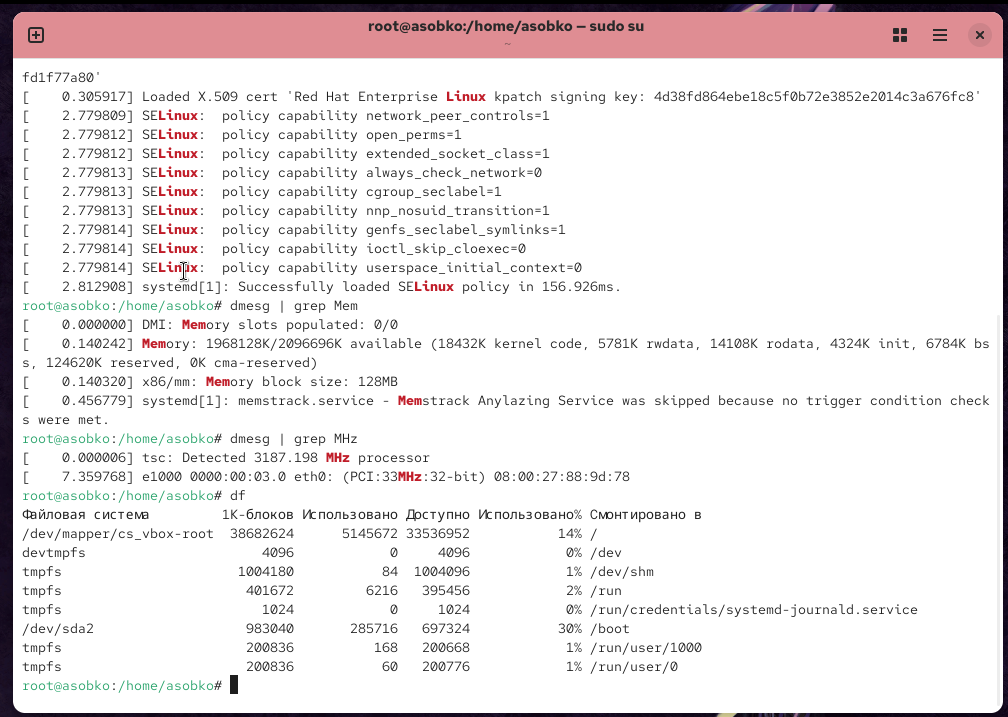 root@asobko:/home/asobko — sudo su
~
fd1f77a80'
[    0.305917] Loaded X.509 cert 'Red Hat Enterprise Linux kpatch signing key: 4d38fd864ebe18c5f0b72e3852e2014c3a676fc8'
[    2.779809] SELinux:  policy capability network_peer_controls=1
[    2.779812] SELinux:  policy capability open_perms=1
[    2.779812] SELinux:  policy capability extended_socket_class=1
[    2.779813] SELinux:  policy capability always_check_network=0
[    2.779813] SELinux:  policy capability cgroup_seclabel=1
[    2.779813] SELinux:  policy capability nnp_nosuid_transition=1
[    2.779814] SELinux:  policy capability genfs_seclabel_symlinks=1
[    2.779814] SELinux:  policy capability ioctl_skip_cloexec=0
[    2.779814] SELinux:  policy capability userspace_initial_context=0
[    2.812908] systemd[1]: Successfully loaded SELinux policy in 156.926ms.
root@asobko:/home/asobko# dmesg | grep Mem
[    0.000000] DMI: Memory slots populated: 0/0
[    0.140242] Memory: 1968128K/2096696K available (18432K kernel code, 5781K rwdata, 14108K rodata, 4324K init, 6784K bs
s, 124620K reserved, 0K cma-reserved)
[    0.140320] x86/mm: Memory block size: 128MB
[    0.456779] systemd[1]: memstrack.service - Memstrack Anylazing Service was skipped because no trigger condition check
s were met.
root@asobko:/home/asobko# dmesg | grep MHz
[    0.000006] tsc: Detected 3187.198 MHz processor
[    7.359768] e1000 0000:00:03.0 eth0: (PCI:33MHz:32-bit) 08:00:27:88:9d:78
root@asobko:/home/asobko# df
Файловая система         1K-блоков Использовано Доступно Использовано% Cмонтировано в
/dev/mapper/cs_vbox-root  38682624      5145672 33536952           14% /
devtmpfs                      4096            0     4096            0% /dev
tmpfs                      1004180           84  1004096            1% /dev/shm
tmpfs                       401672         6216   395456            2% /run
tmpfs                         1024            0     1024            0% /run/credentials/systemd-journald.service
/dev/sda2                   983040       285716   697324           30% /boot
tmpfs                       200836          168   200668            1% /run/user/1000
tmpfs                       200836           60   200776            1% /run/user/0
root@asobko:/home/asobko#